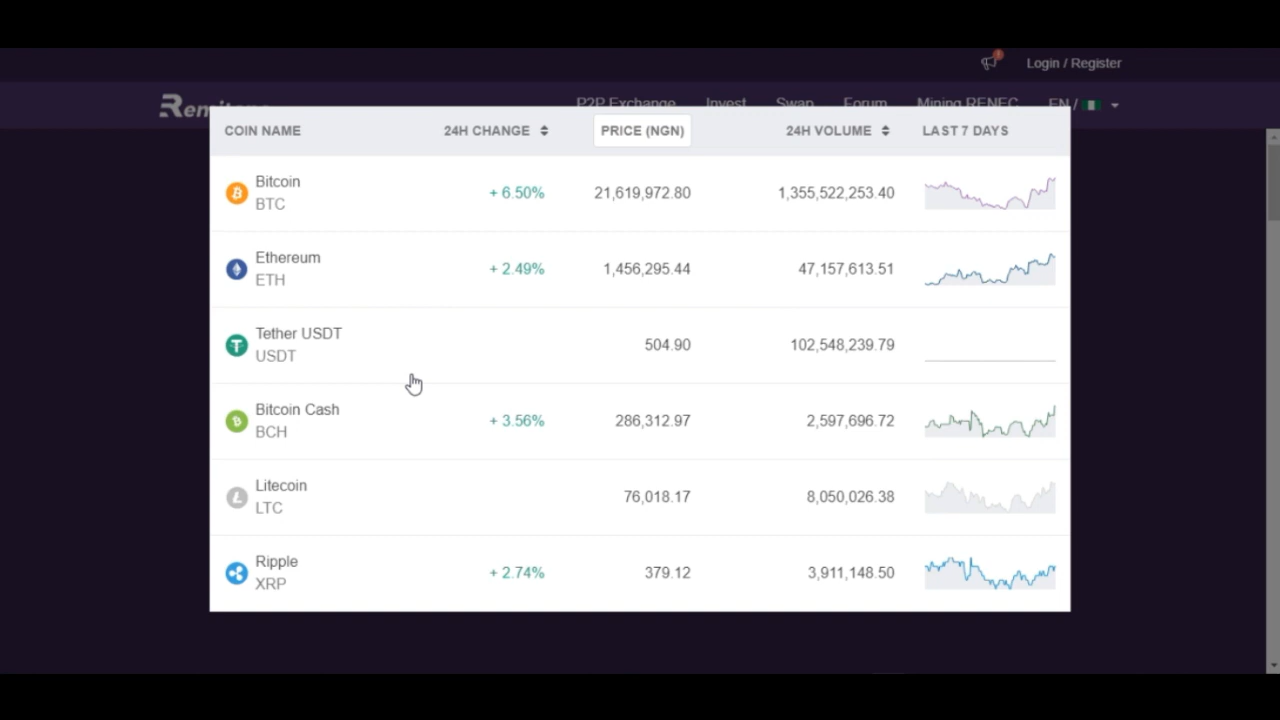 Login / Register
P2P Exchange Invest Swap Forum Mining RENEC EN /
COIN NAME 24H CHANGE PRICE (NGN) 24H VOLUME LAST 7 DAYS
Bitcoin
BTC
+ 6.50% 21,619,972.80 1,355,522,253.40
Ethereum
ETH
+ 2.49% 1,456,295.44 47,157,613.51
Tether USDT
USDT
504.90 102,548,239.79
Bitcoin Cash
BCH
+ 3.56% 286,312.97 2,597,696.72
Litecoin
LTC
76,018.17 8,050,026.38
Ripple
XRP
+ 2.74% 379.12 3,911,148.50